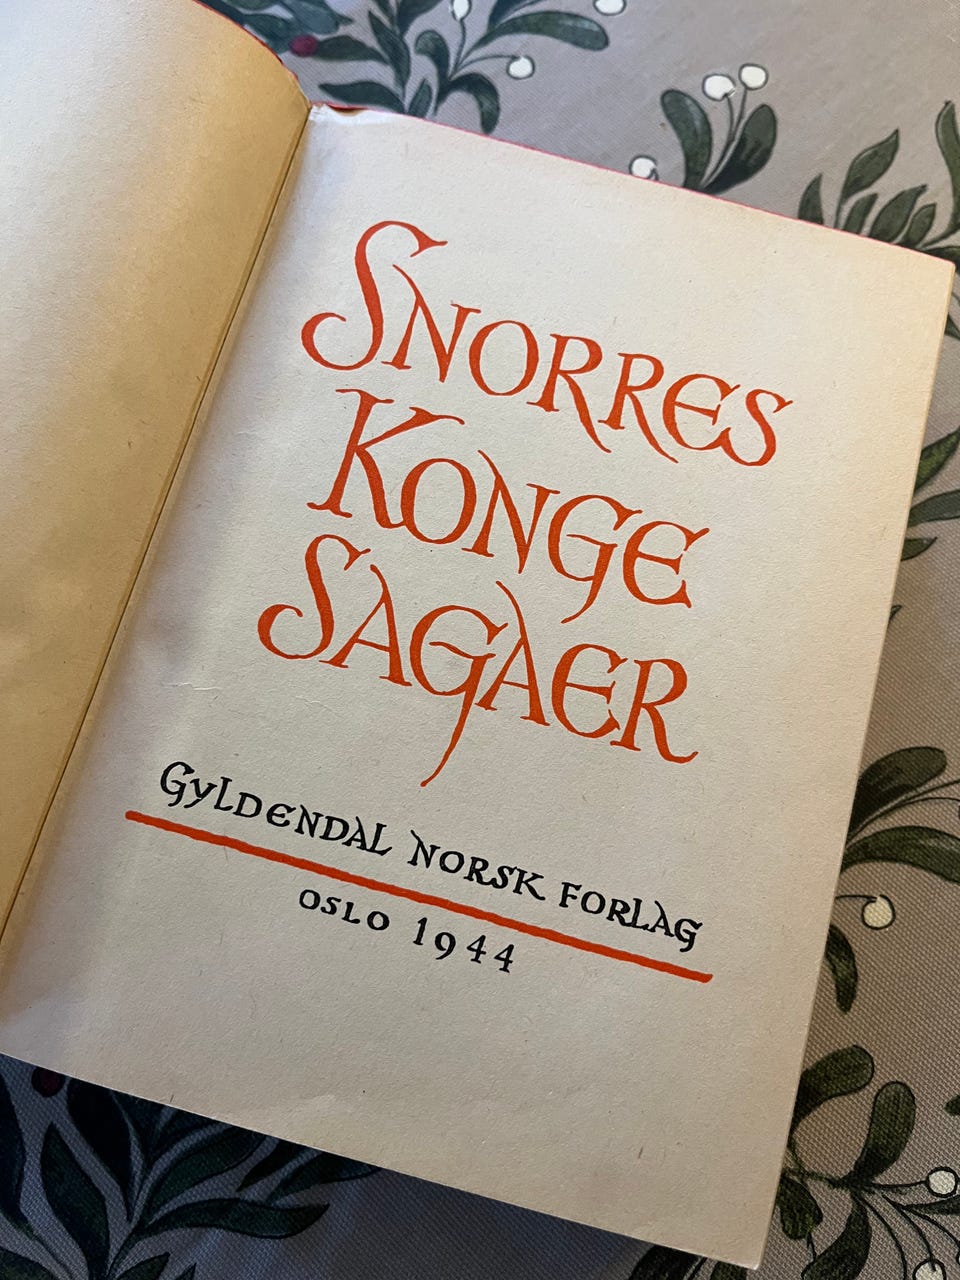 SNORRES
KONGE
SAGAER
GYLDENDAL NORSK FORLAG
OSLO 1944